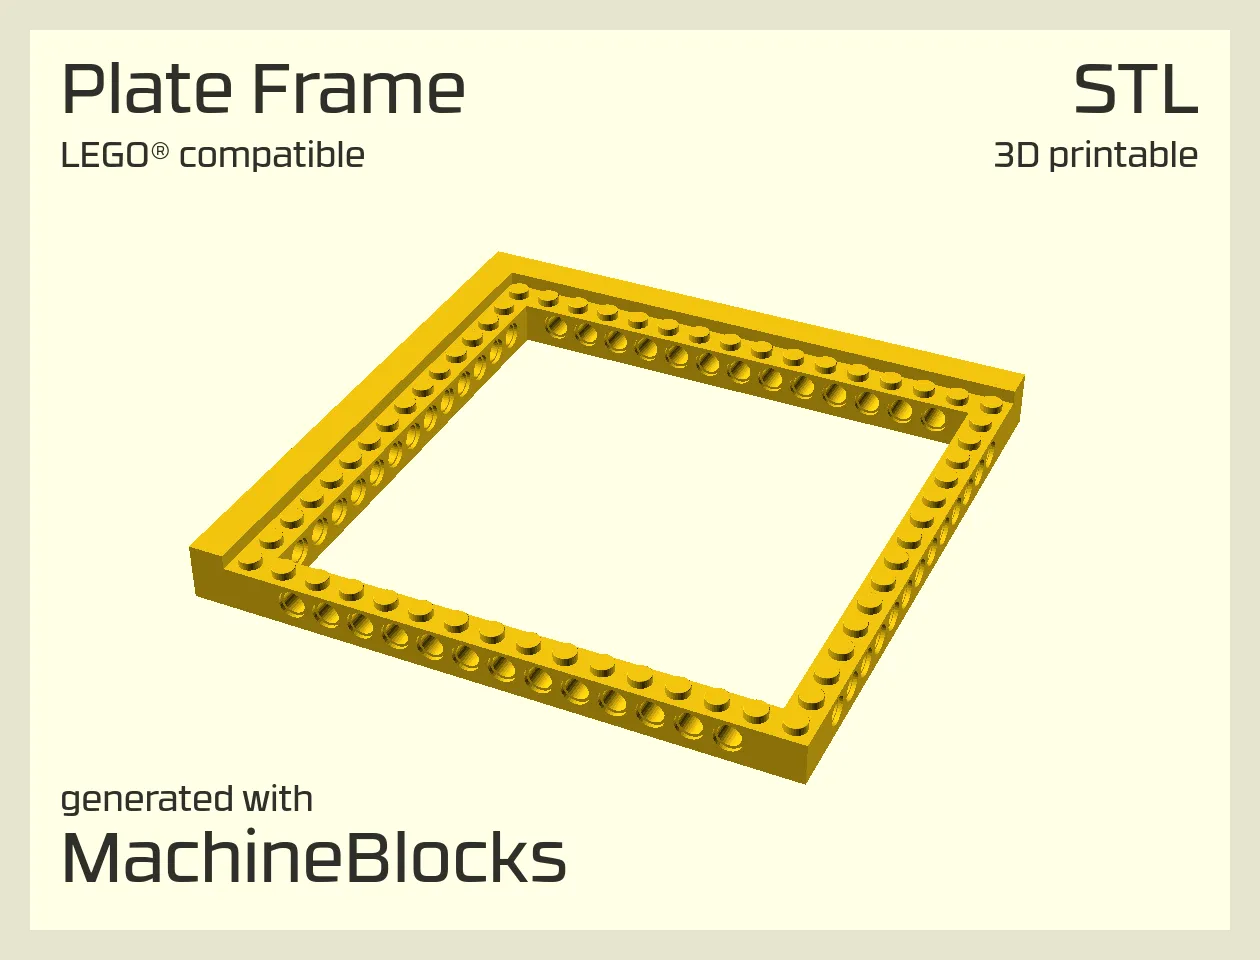 Plate Frame
STL
LEGO® compatible
3D printable
generated with
MachineBlocks